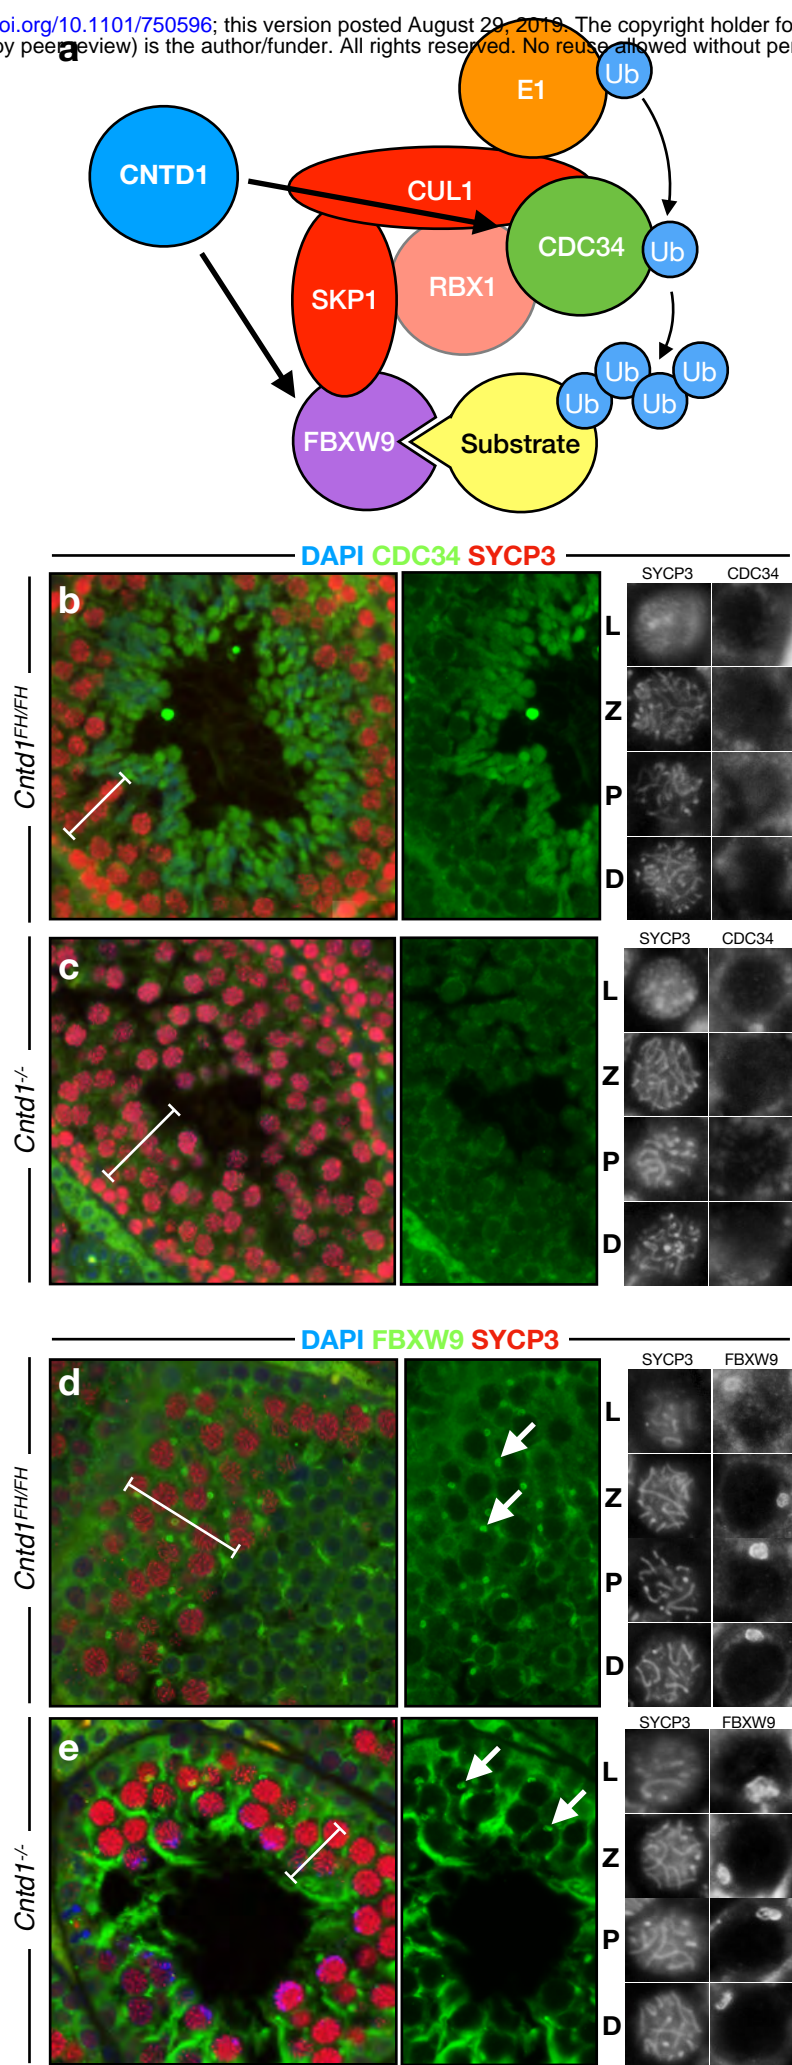 oi.org/10.1101/750596; this version posted August 29, 2019. The copyright holder fo
by peer review) is the author/funder. All rights reserved. No reuse allowed without per
a
E1
Ub
CNTD1
CUL1
CDC34
Ub
SKP1
RBX1
FBXW9
Substrate
Ub
Ub
Ub
Ub
DAPI CDC34 SYCP3
b
Cntd1FH/FH
SYCP3 CDC34
L
Z
P
D
c
Cntd1-/-
SYCP3 CDC34
L
Z
P
D
DAPI FBXW9 SYCP3
d
Cntd1FH/FH
SYCP3 FBXW9
L
Z
P
D
e
Cntd1-/-
SYCP3 FBXW9
L
Z
P
D